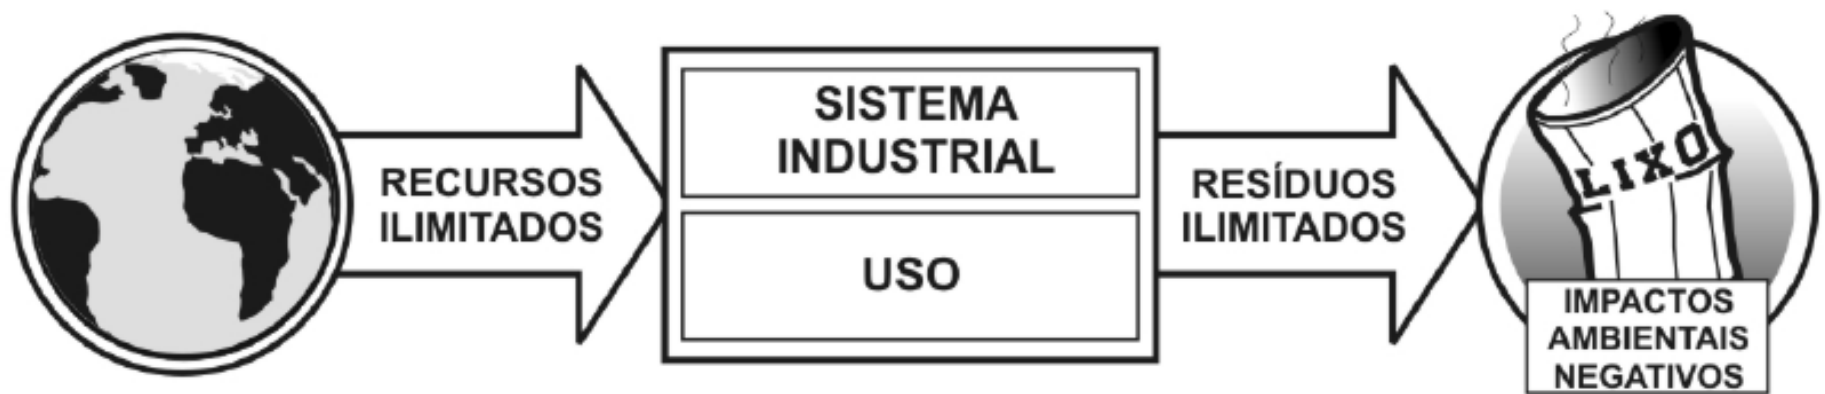 RECURSOS
ILIMITADOS
SISTEMA
INDUSTRIAL
USO
RESÍDUOS
ILIMITADOS
LIXO
IMPACTOS
AMBIENTAIS
NEGATIVOS